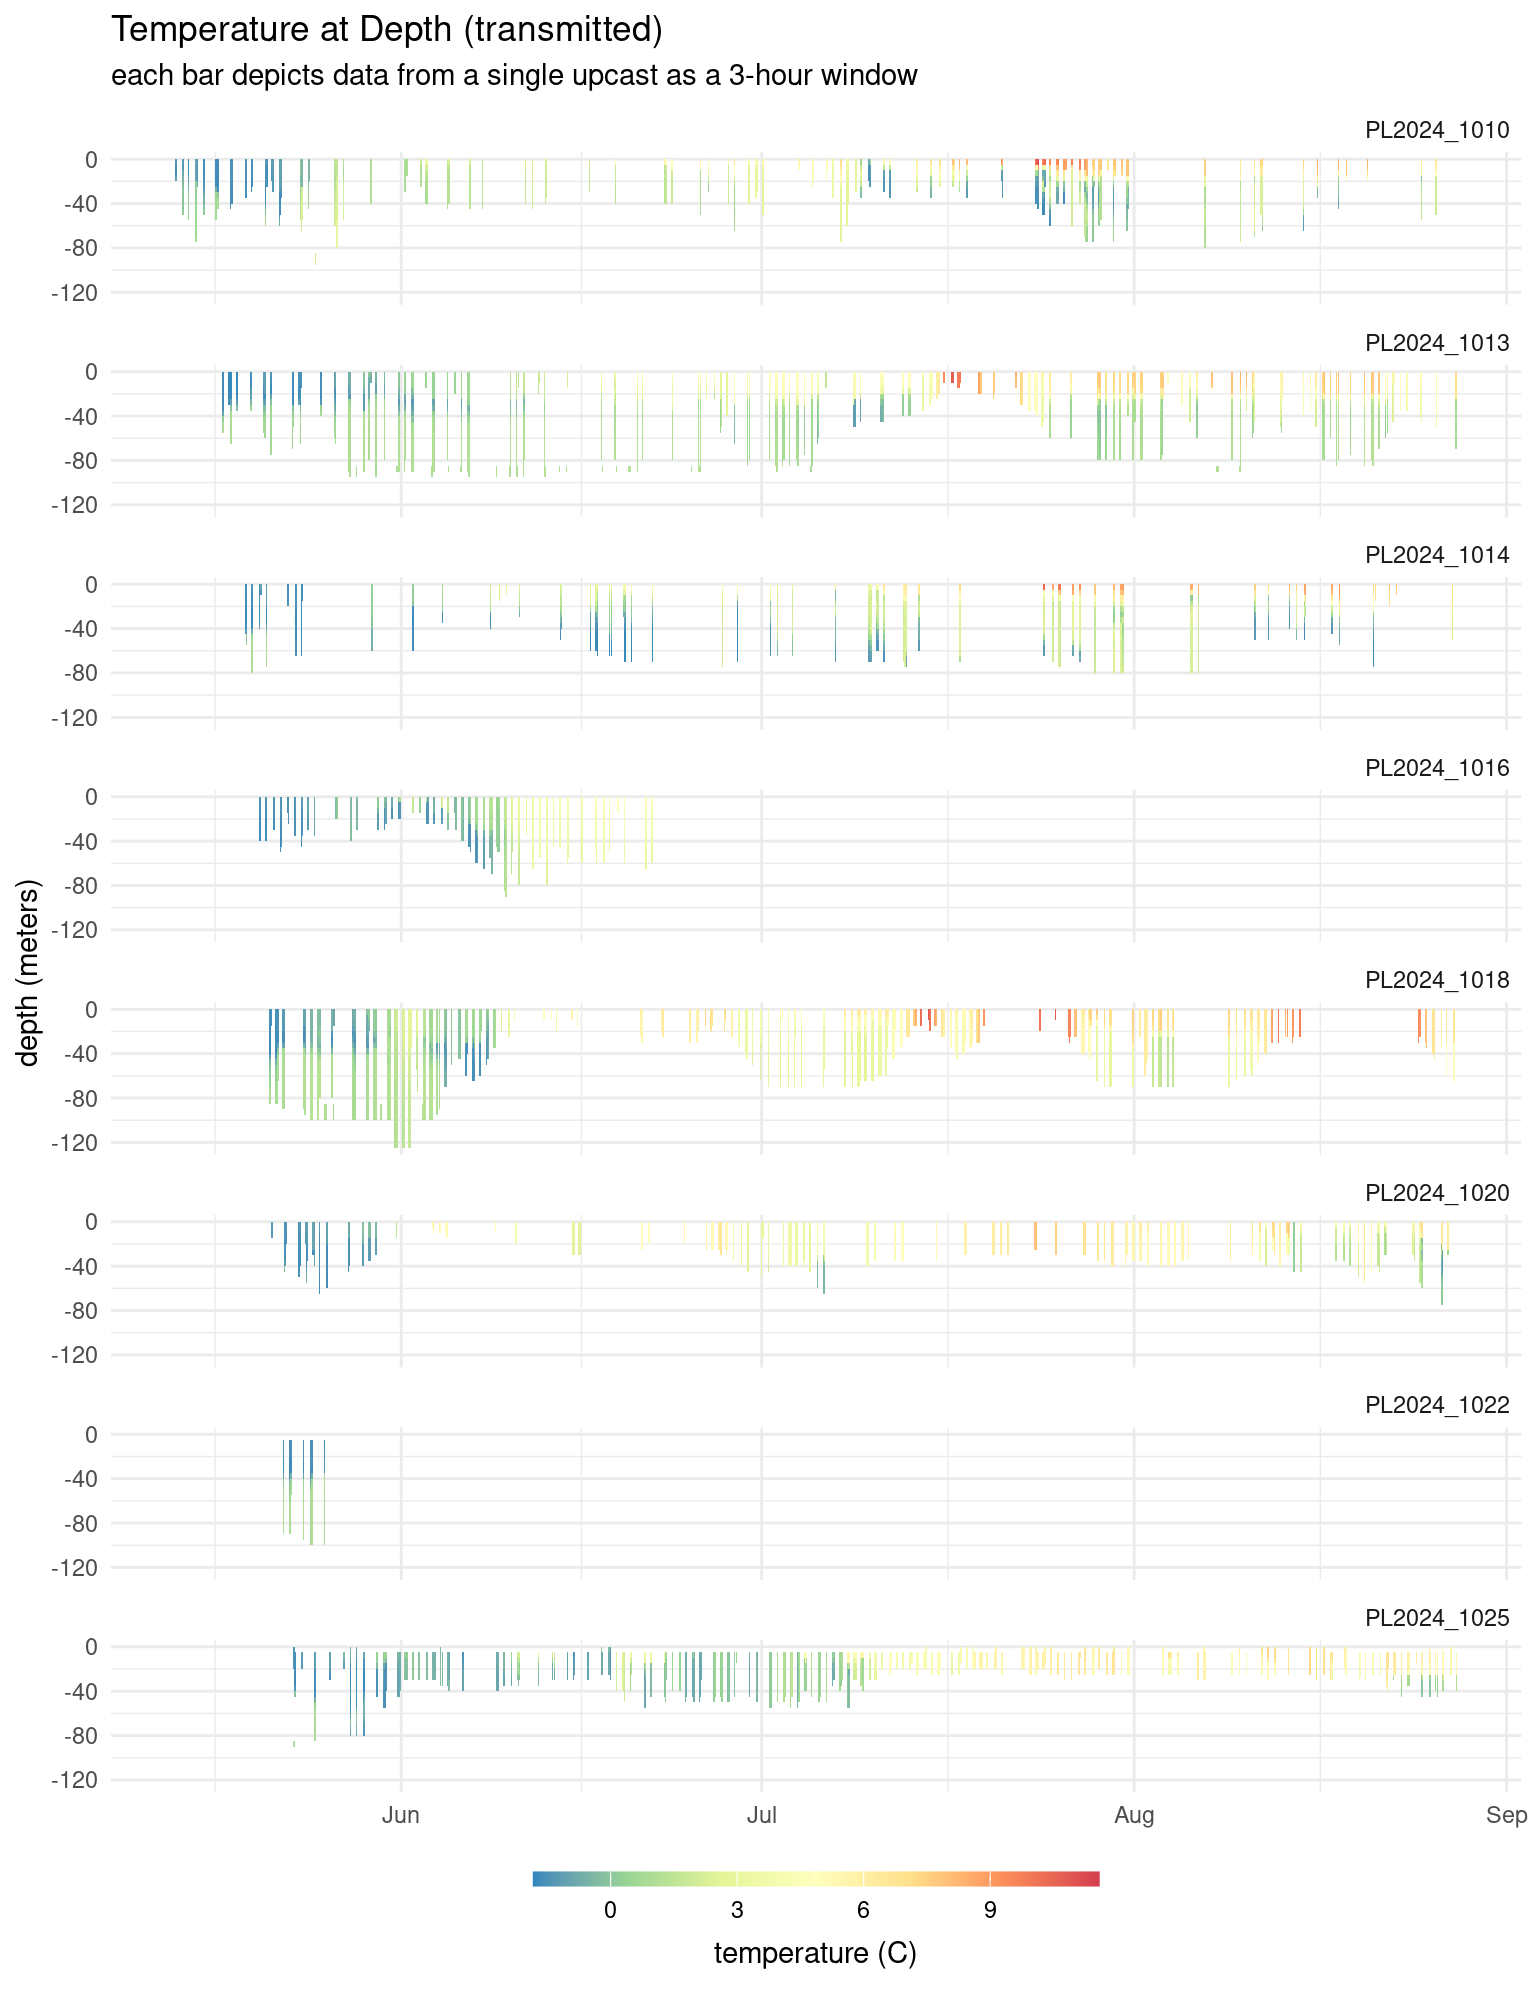 Temperature at Depth (transmitted)
each bar depicts data from a single upcast as a 3-hour window
PL2024_1010
0
-40
-80
-120
PL2024_1013
0
-40
-80
-120
PL2024_1014
0
-40
-80
-120
PL2024_1016
0
-40
-80
-120
depth (meters)
PL2024_1018
0
-40
-80
-120
PL2024_1020
0
-40
-80
-120
PL2024_1022
0
-40
-80
-120
PL2024_1025
0
-40
-80
-120
Jun Jul Aug Sep
0 3 6 9
temperature (C)